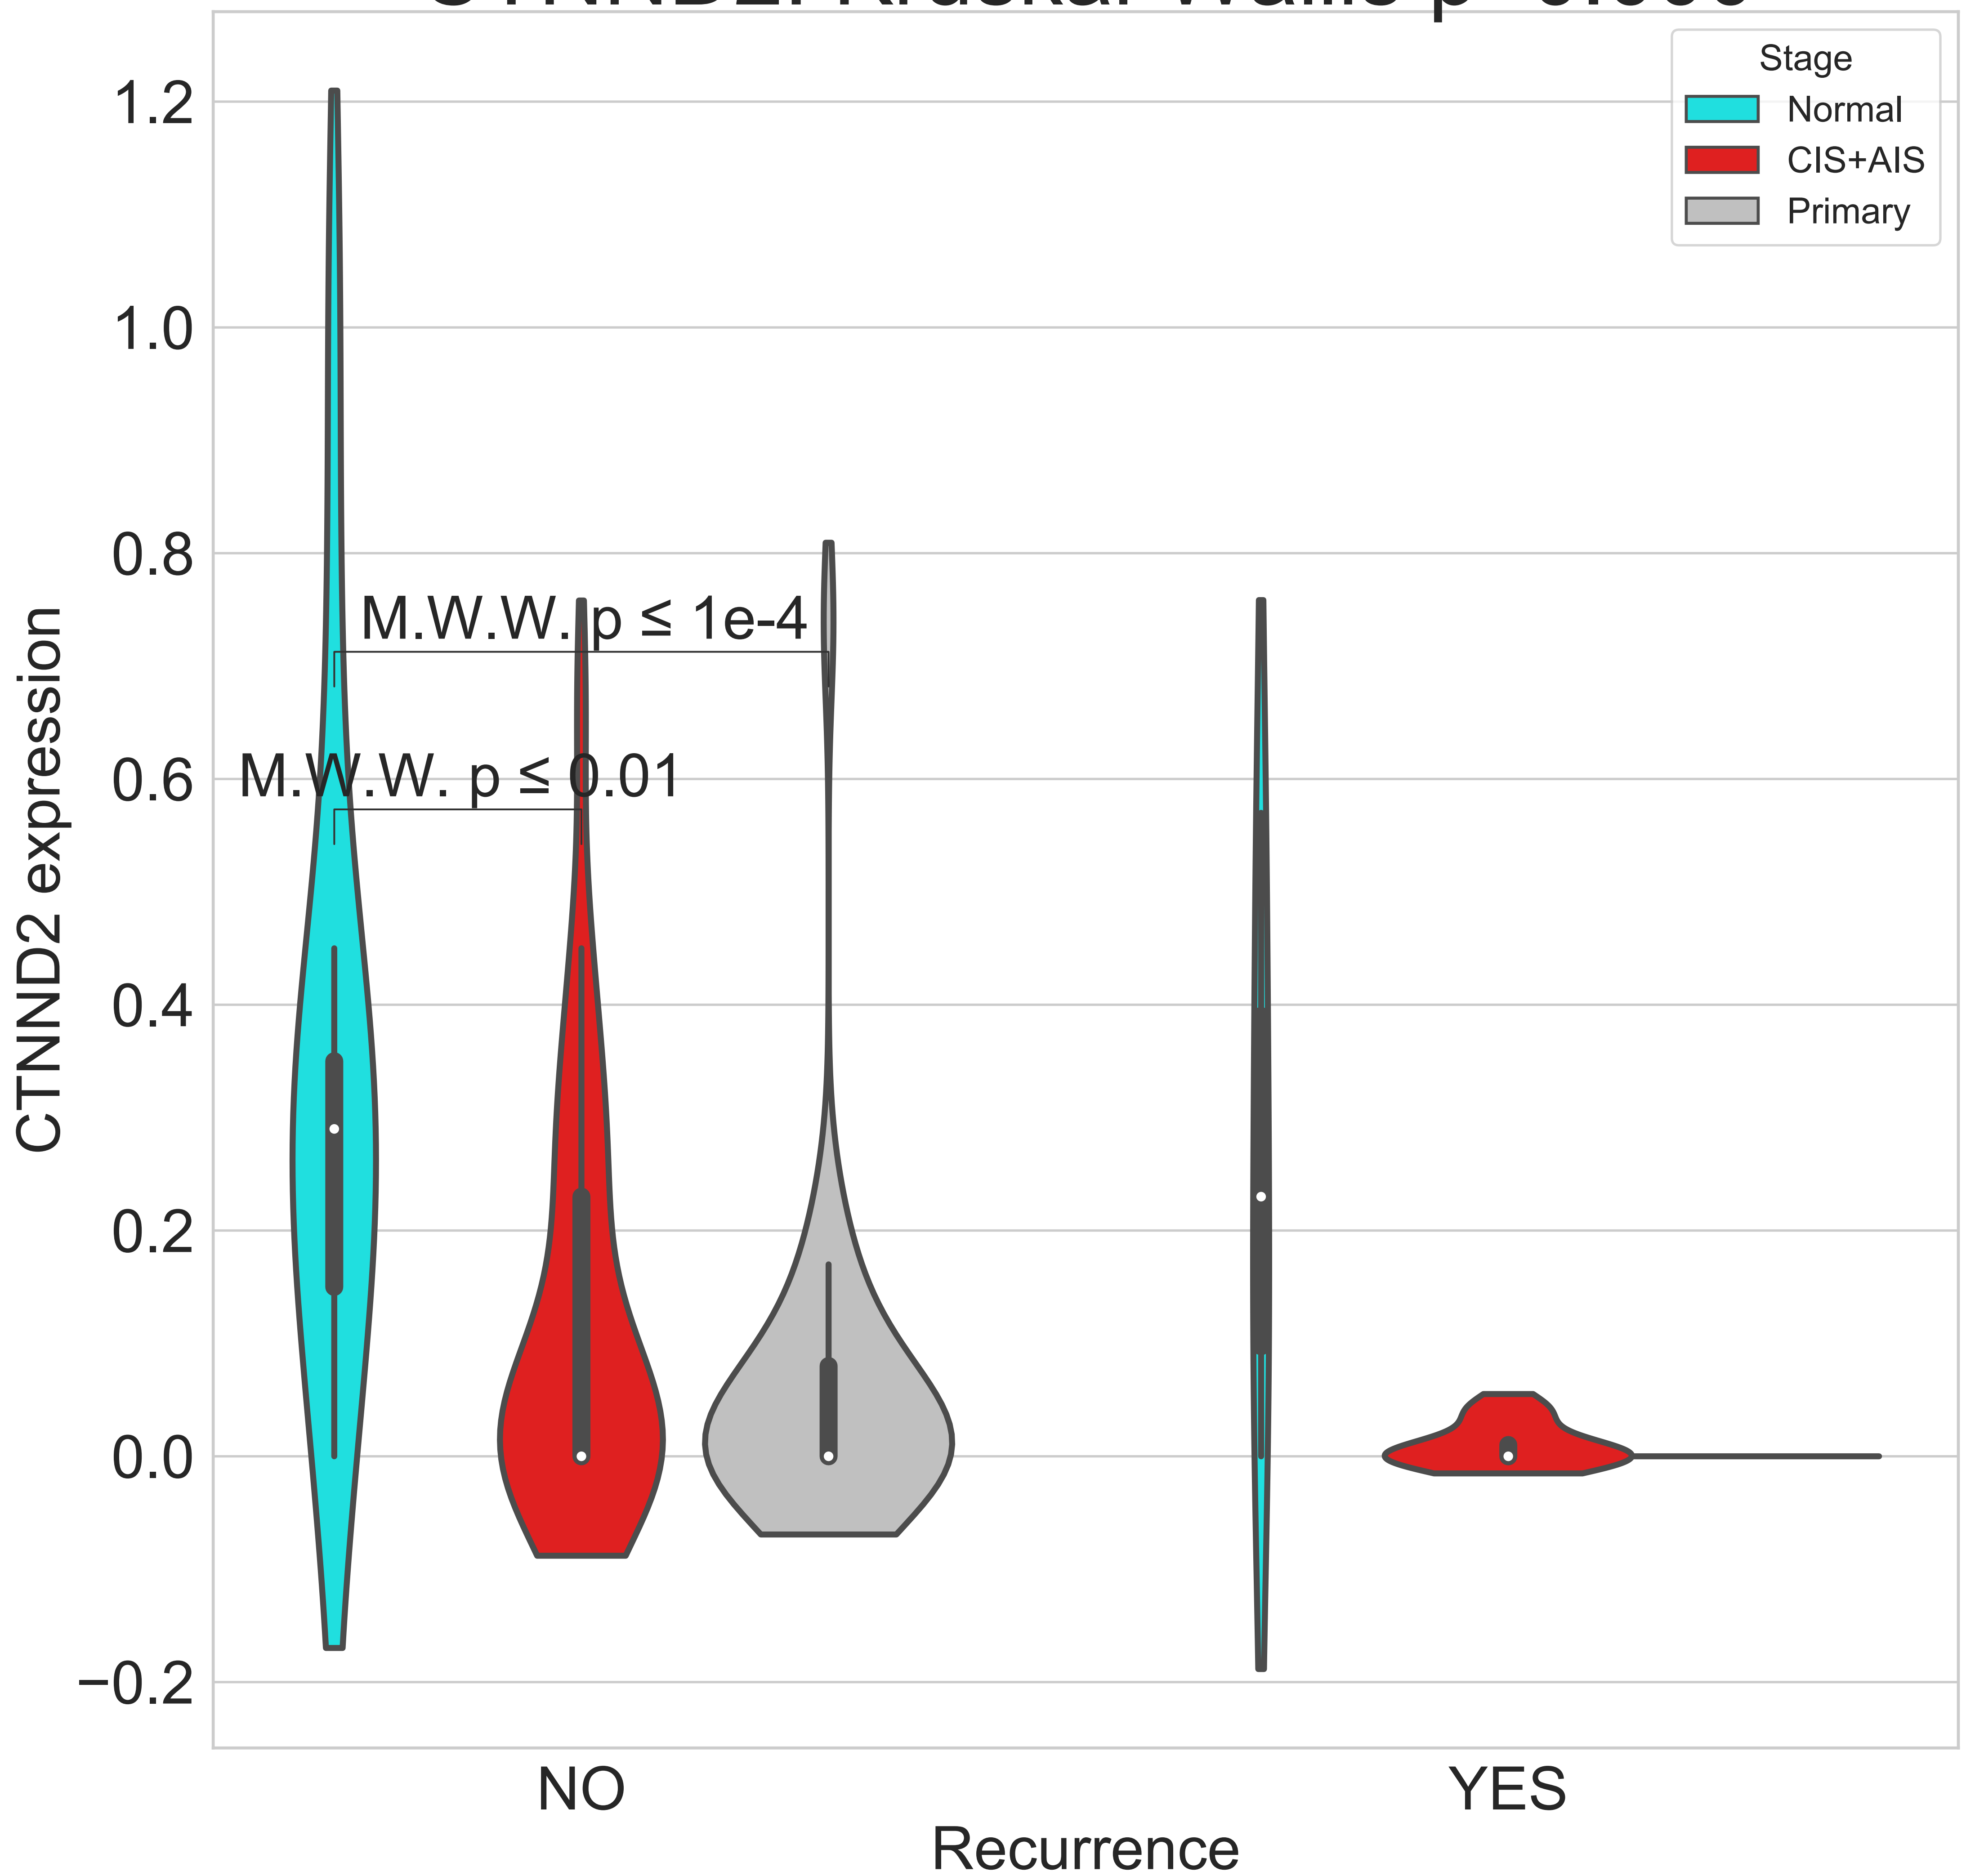 Stage
Normal
CIS+AIS
Primary
1.2
1.0
0.8
0.6
0.4
0.2
0.0
−0.2
CTNND2 expression
M.W.W. p ≤ 1e-4
M.W.W. p ≤ 0.01
NO
YES
Recurrence